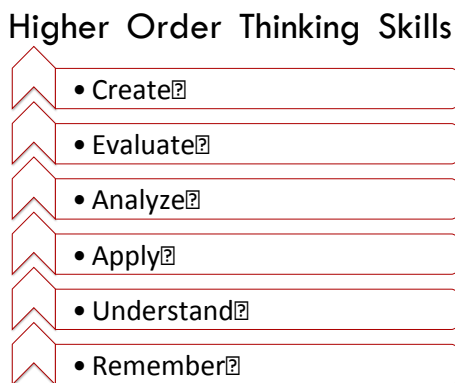 Higher Order Thinking Skills
• Create⍰
• Evaluate⍰
• Analyze⍰
• Apply⍰
• Understand⍰
• Remember⍰